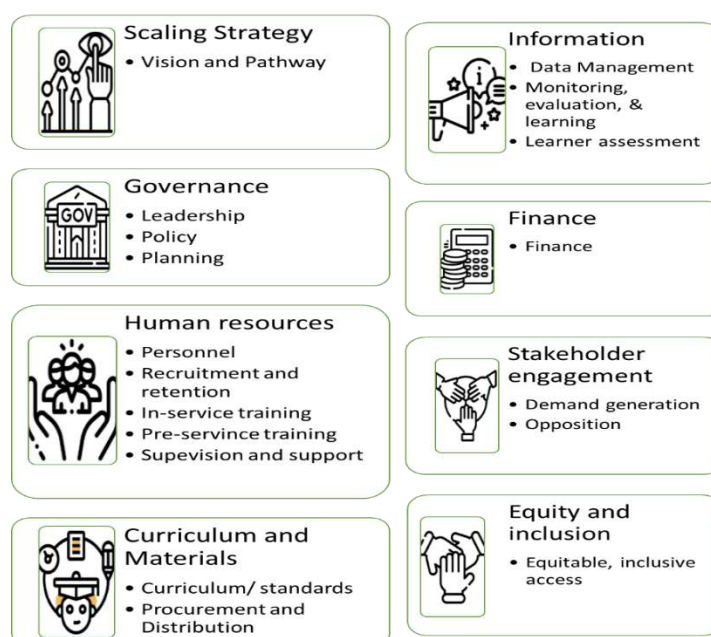 Scaling Strategy
• Vision and Pathway
Governance
• Leadership
• Policy
• Planning
GOV
Human resources
• Personnel
• Recruitment and
retention
• In-service training
• Pre-servince training
• Supevision and support
Curriculum and
Materials
• Curriculum/ standards
• Procurement and
Distribution
Information
• Data Management
• Monitoring,
evaluation, &
learning
• Learner assessment
Finance
• Finance
Stakeholder
engagement
• Demand generation
• Opposition
Equity and
inclusion
• Equitable, inclusive
access